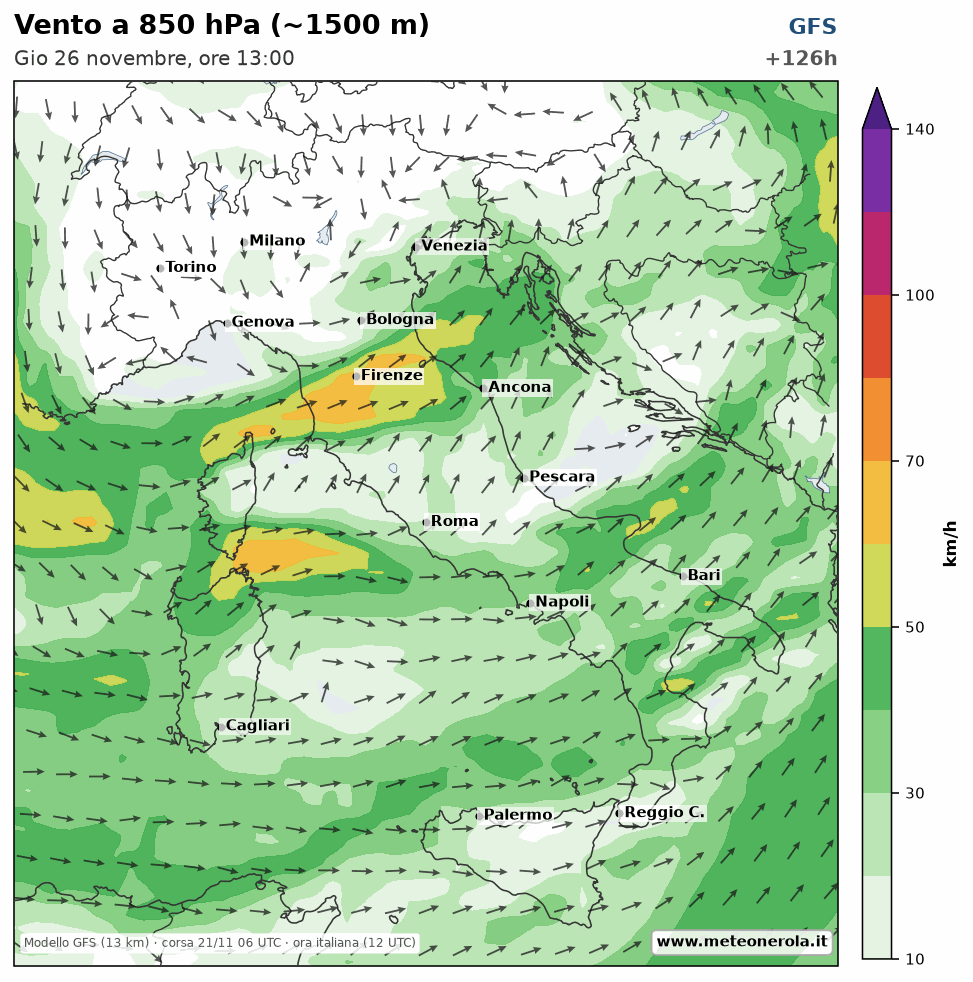 Vento a 850 hPa (~1500 m)
GFS
Gio 26 novembre, ore 13:00
+126h
140
Milano
Venezia
Torino
100
Genova
Bologna
Firenze
Ancona
70
Pescara
Roma
km/h
Bari
Napoli
50
Cagliari
30
Palermo
Reggio C.
Modello GFS (13 km) · corsa 21/11 06 UTC · ora italiana (12 UTC)
www.meteonerola.it
10